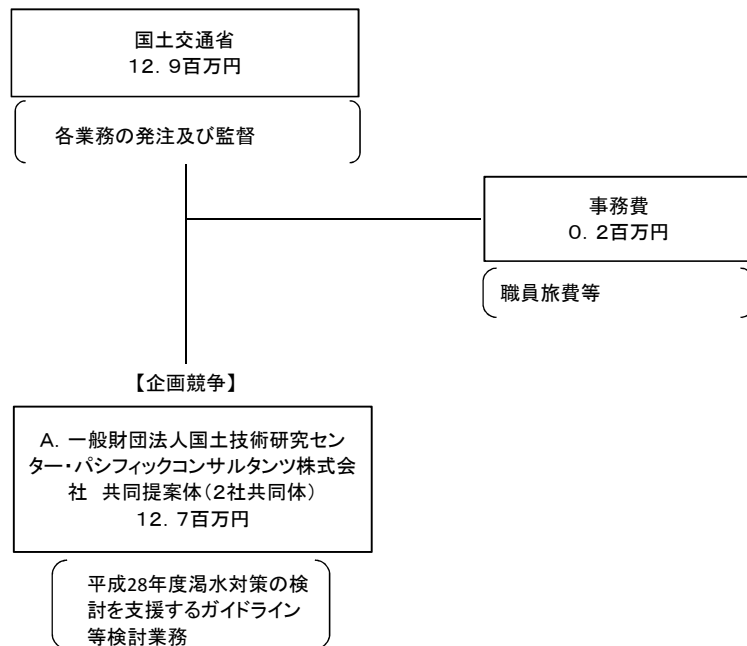 国土交通省
１２．９百万円
各業務の発注及び監督
事務費
０．２百万円
職員旅費等
【企画競争】
Ａ．一般財団法人国土技術研究セン
ター・パシフィックコンサルタンツ株式会
社　共同提案体（２社共同体）
１２．７百万円
平成28年度渇水対策の検
討を支援するガイドライン
等検討業務